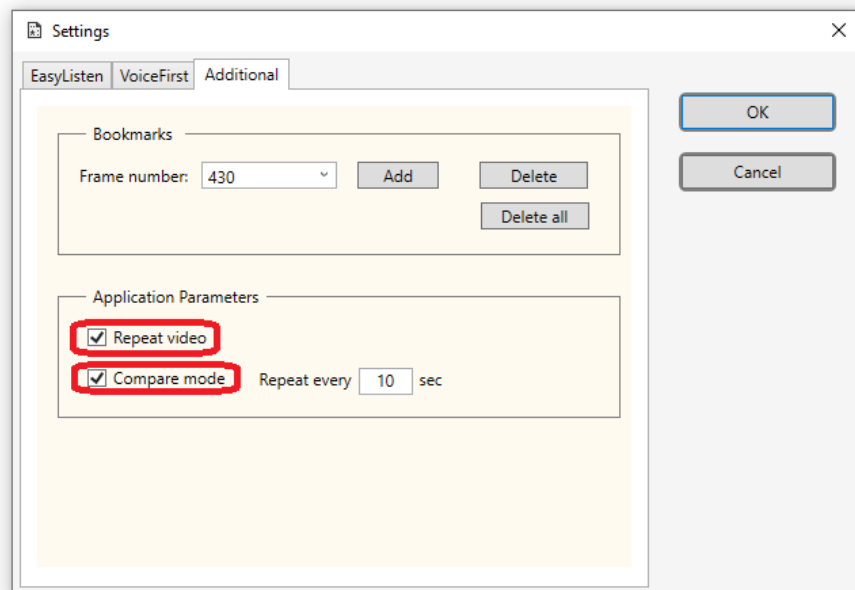 Settings
EasyListen VoiceFirst Additional
OK
Cancel
Bookmarks
Frame number: 430 Add Delete
Delete all
Application Parameters
Repeat video
Compare mode Repeat every 10 sec